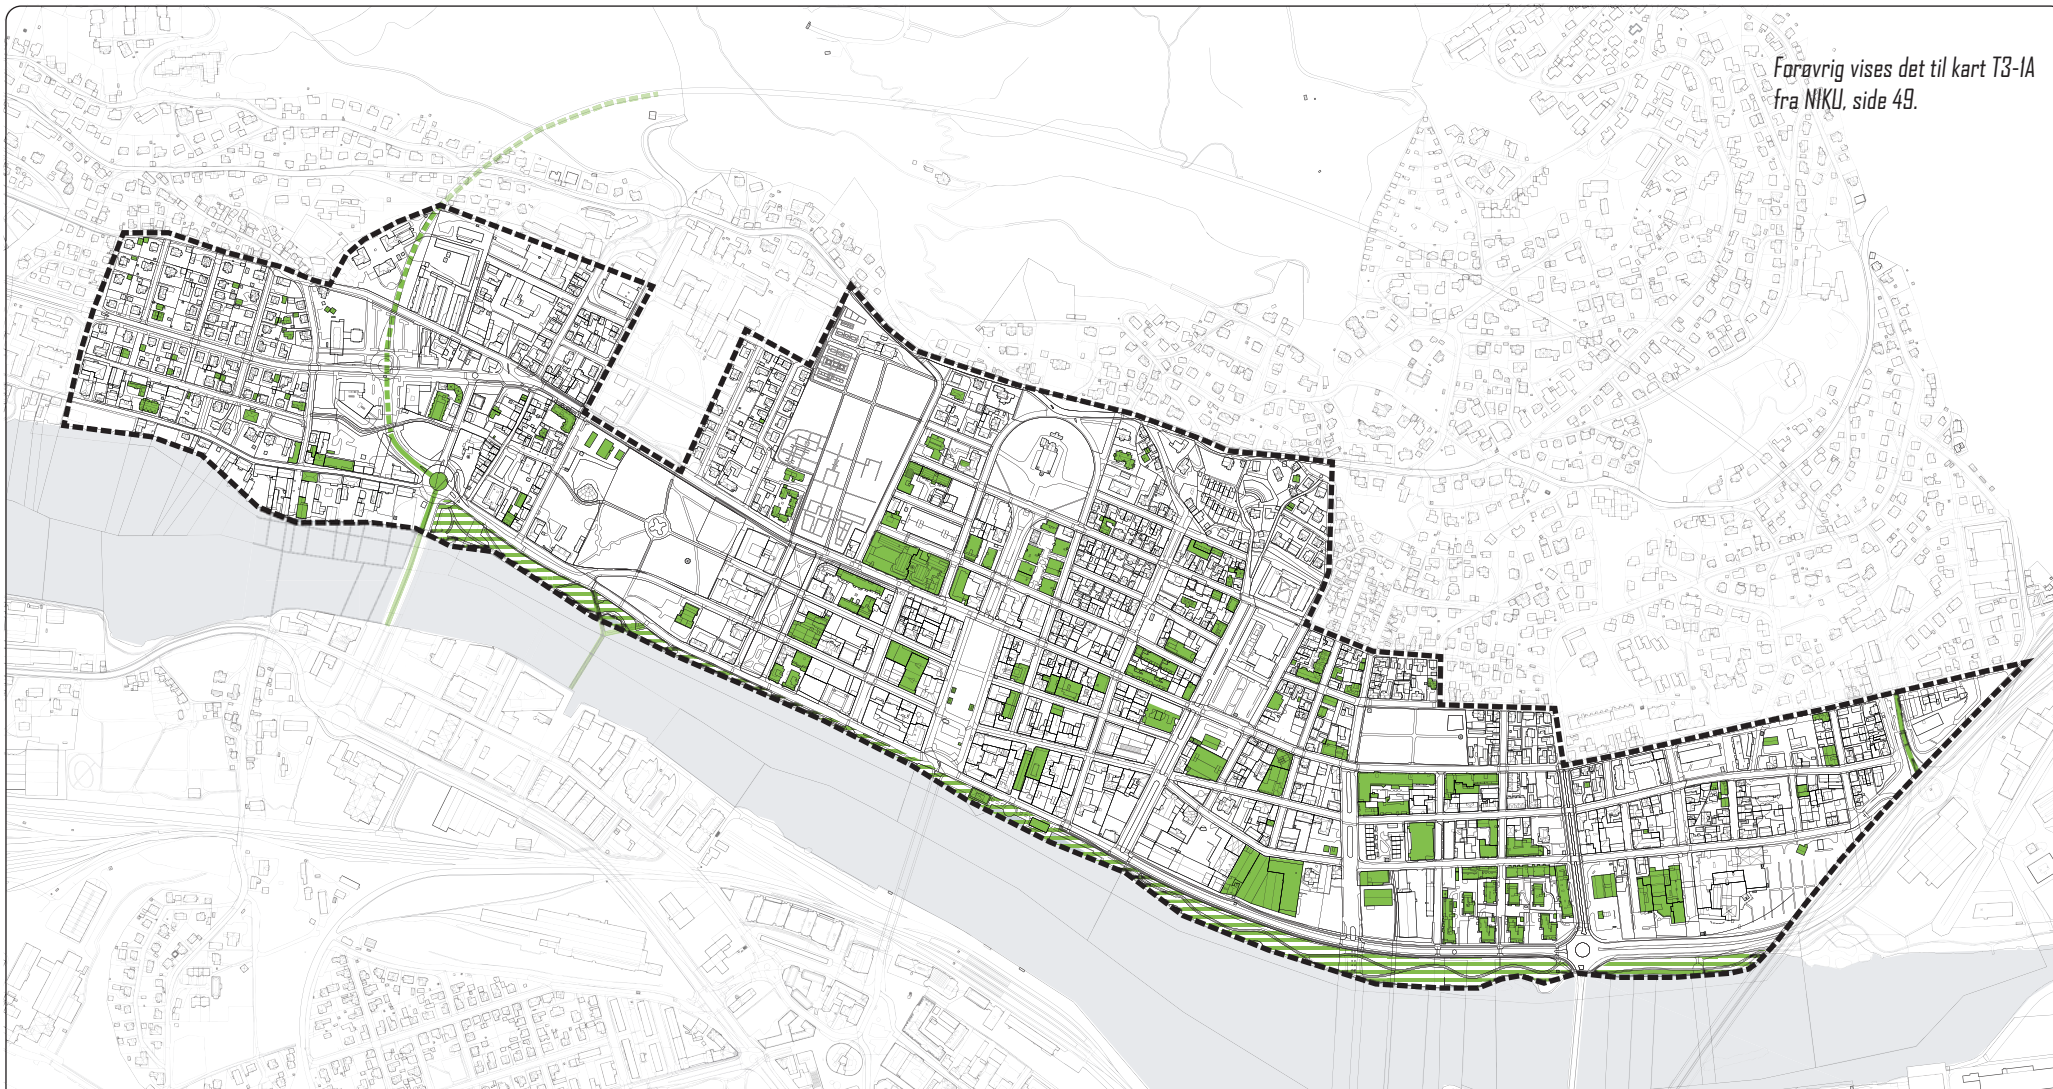 Forøvrig vises det til kart T3-1A
fra NIKU, side 49.